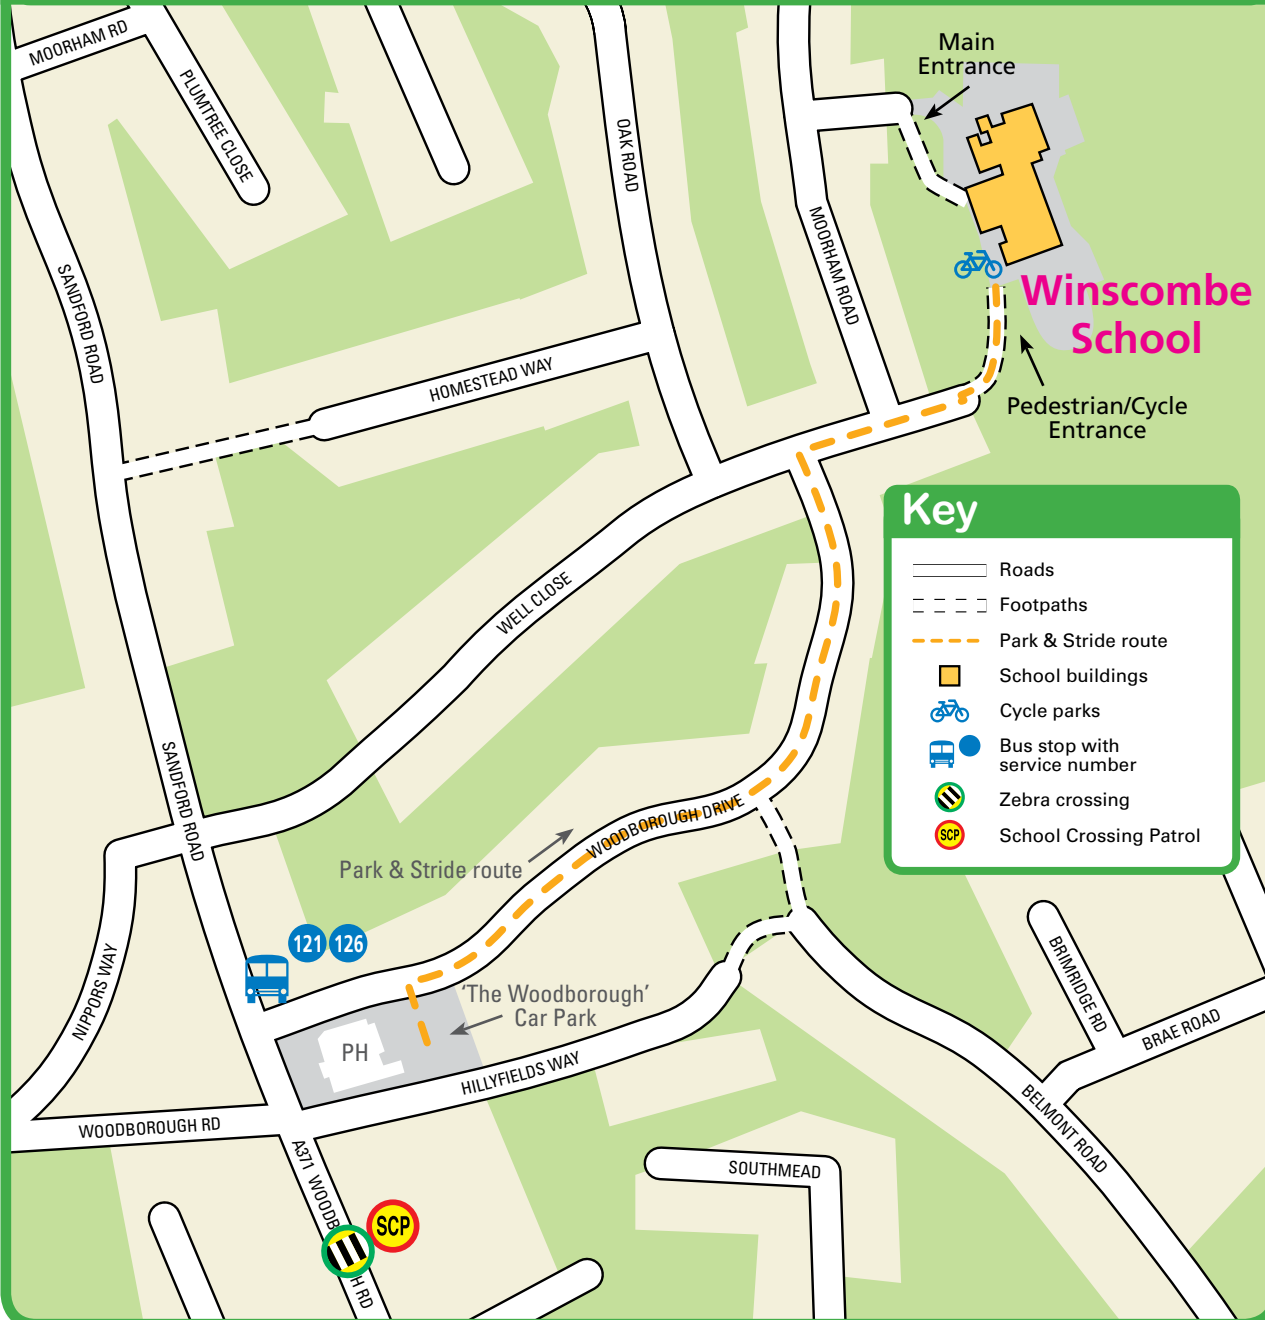 MOORHAM RD
PLUMTREE CLOSE
OAK ROAD
Main
Entrance
MOORHAM ROAD
SANDFORD ROAD
Winscombe
School
HOMESTEAD WAY
Pedestrian/Cycle
Entrance
Key
Roads
Footpaths
Park & Stride route
School buildings
Cycle parks
Bus stop with
service number
Zebra crossing
SCP
School Crossing Patrol
WELL CLOSE
SANDFORD ROAD
WOODBOROUGH DRIVE
Park & Stride route
121
126
NIPPORS WAY
'The Woodborough'
Car Park
PH
BRIMRIDGE RD
BRAE ROAD
HILLYFIELDS WAY
WOODBOROUGH RD
BELMONT ROAD
SOUTHMEAD
A371 WOODB
H RD
SCP